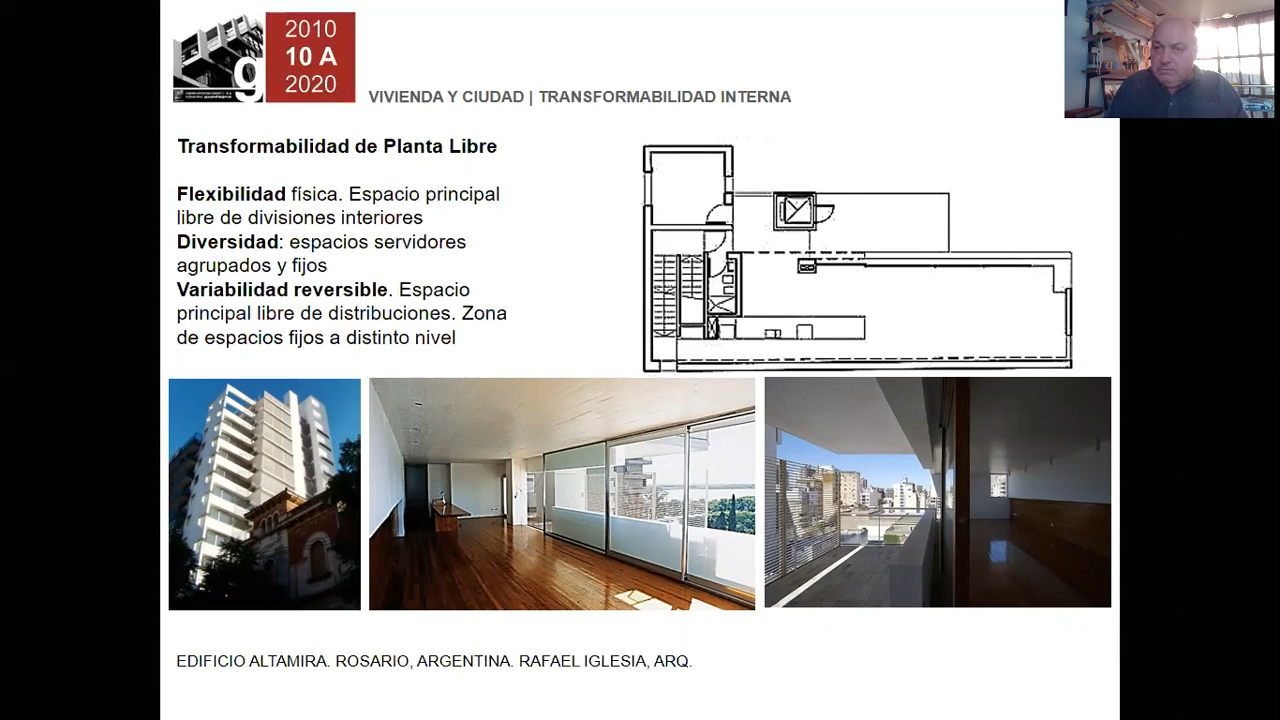 2010
10 A
2020
g
VIVIENDA Y CIUDAD | TRANSFORMABILIDAD INTERNA
Transformabilidad de Planta Libre
Flexibilidad física. Espacio principal
libre de divisiones interiores
Diversidad: espacios servidores
agrupados y fijos
Variabilidad reversible. Espacio
principal libre de distribuciones. Zona
de espacios fijos a distinto nivel
EDIFICIO ALTAMIRA. ROSARIO, ARGENTINA. RAFAEL IGLESIA, ARQ.